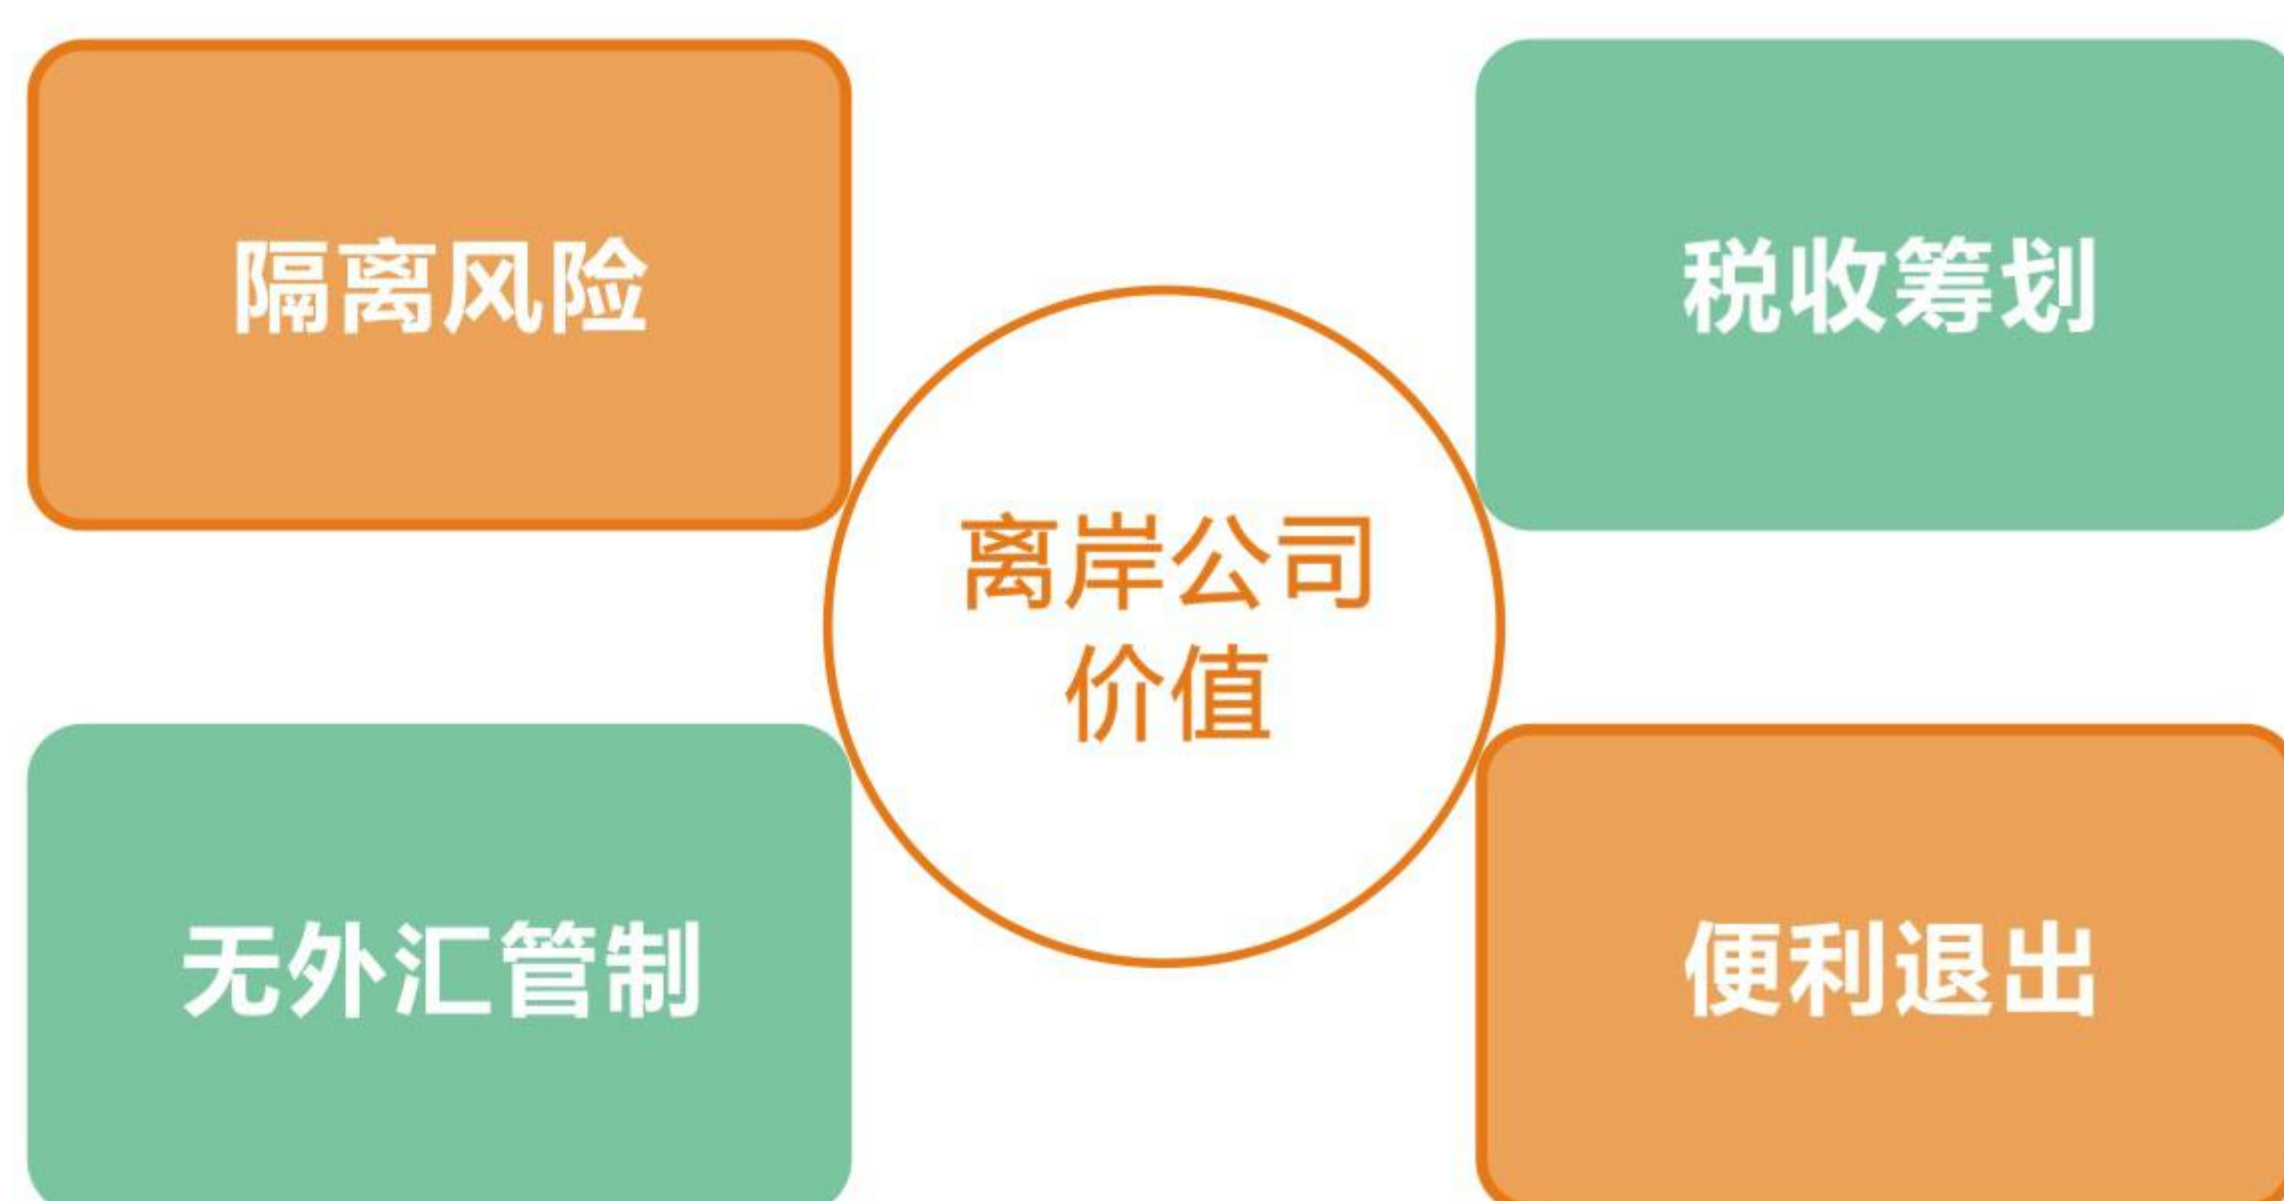 隔离风险
税收筹划
离岸公司
价值
无外汇管制
便利退出